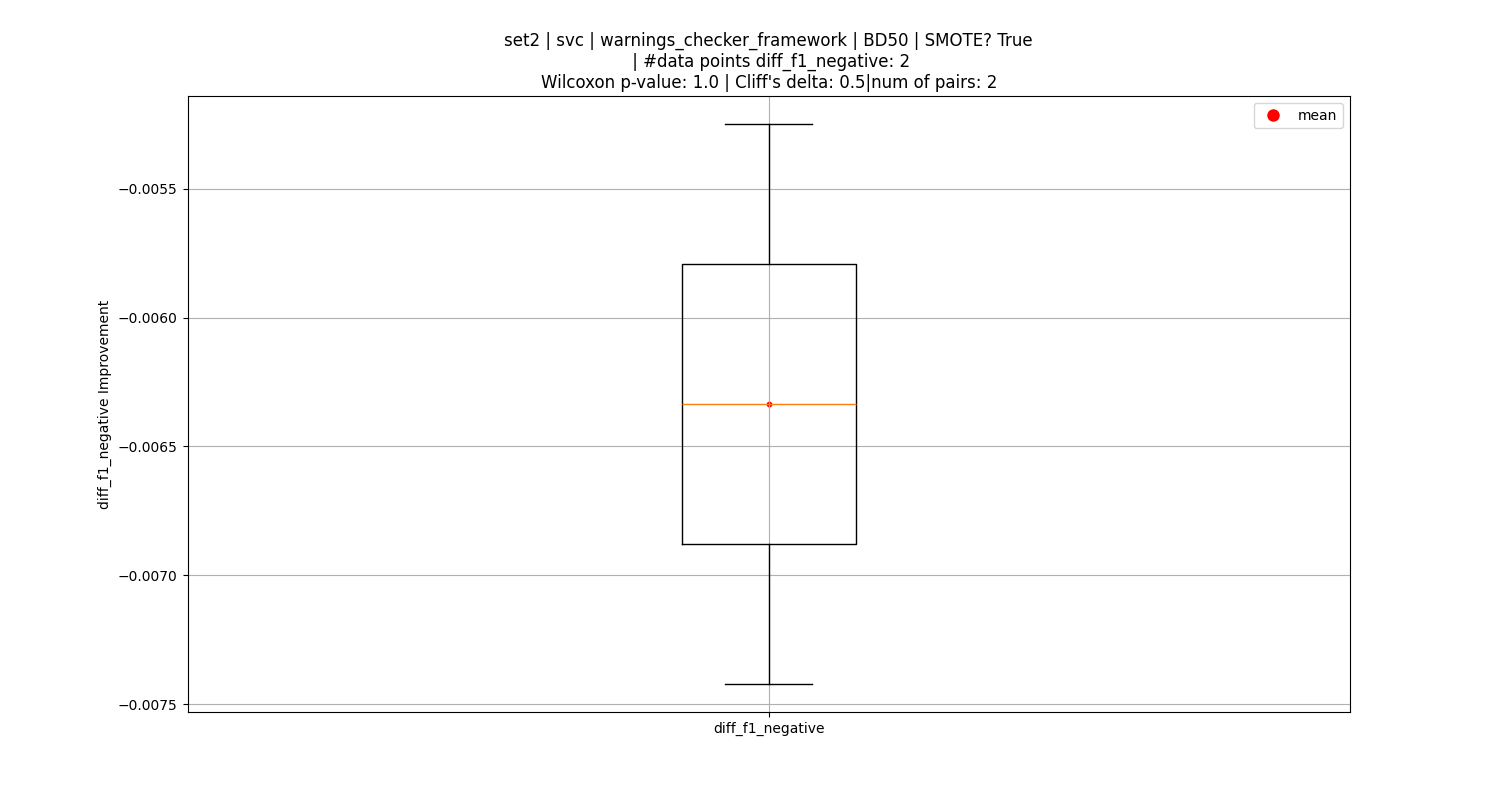 set2 | svc | warnings_checker_framework | BD50 | SMOTE? True
| #data points diff_f1_negative: 2
Wilcoxon p-value: 1.0 | Cliff's delta: 0.5|num of pairs: 2
mean
−0.0055
−0.0060
−0.0065
−0.0070
−0.0075
diff_f1_negative Improvement
diff_f1_negative